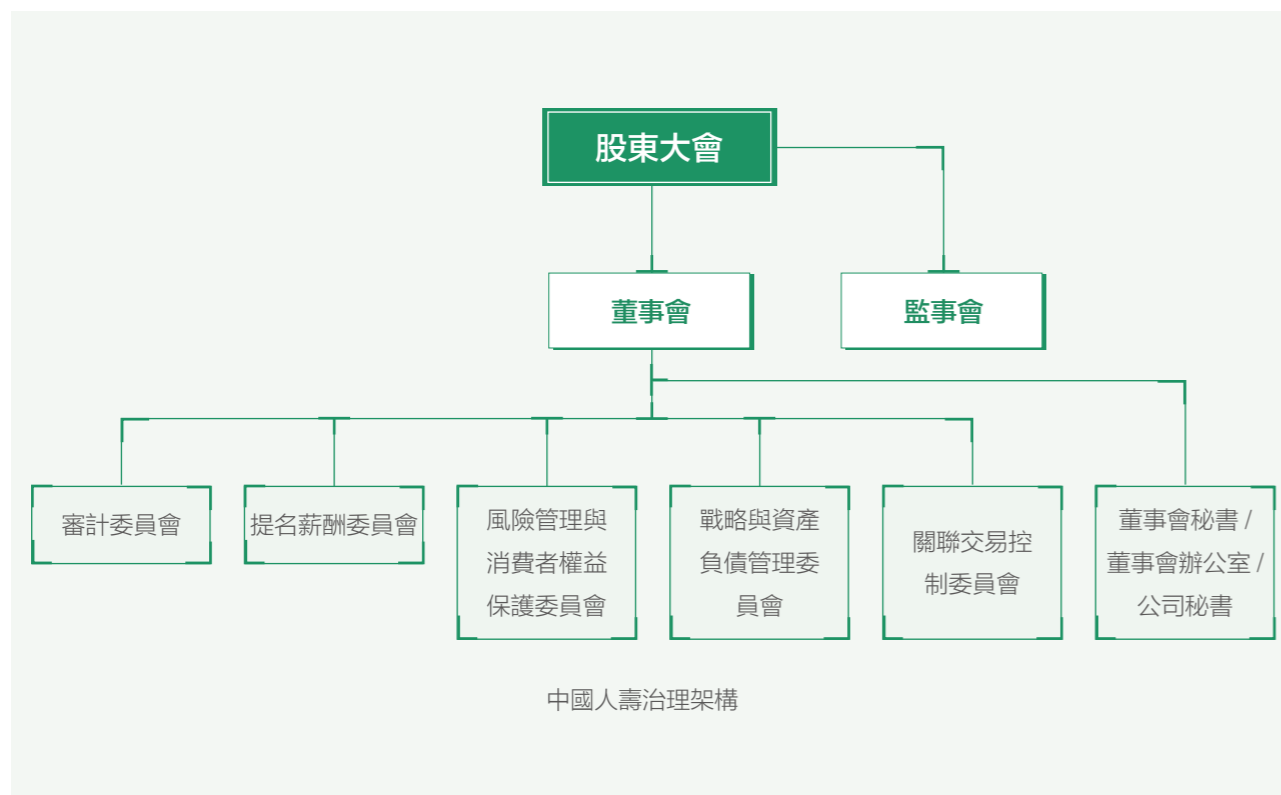 股東大會
董事會
監事會
審計委員會
提名薪酬委員會
風險管理與
消費者權益
保護委員會
戰略與資產
負債管理委
員會
關聯交易控
制委員會
董事會秘書 /
董事會辦公室 /
公司秘書
中國人壽治理架構